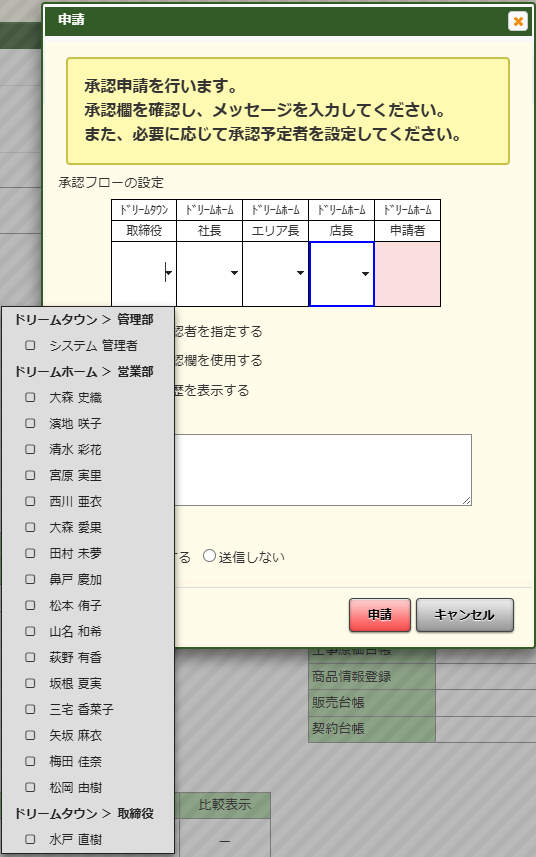 申請
承認申請を行います。
承認欄を確認し、メッセージを入力してください。
また、必要に応じて承認予定者を設定してください。
承認フローの設定
ﾄﾞﾘｰﾑﾀｳﾝ ﾄﾞﾘｰﾑﾎｰﾑ ﾄﾞﾘｰﾑﾎｰﾑ ﾄﾞﾘｰﾑﾎｰﾑ ﾄﾞﾘｰﾑﾎｰﾑ
取締役 社長 エリア長 店長 申請者
認者を指定する
認欄を使用する
歴を表示する
する 送信しない
申請 キャンセル
ドリームタウン > 管理部
システム 管理者
ドリームホーム > 営業部
大森 史織
濱地 咲子
清水 彩花
宮原 実里
西川 亜衣
大森 愛果
田村 未夢
鼻戸 慶加
松本 侑子
山名 和希
萩野 有香
坂根 夏実
三宅 香菜子
矢坂 麻衣
梅田 佳奈
松岡 由樹
ドリームタウン > 取締役
水戸 直樹
工事原価台帳
商品情報登録
販売台帳
契約台帳
比較表示
—